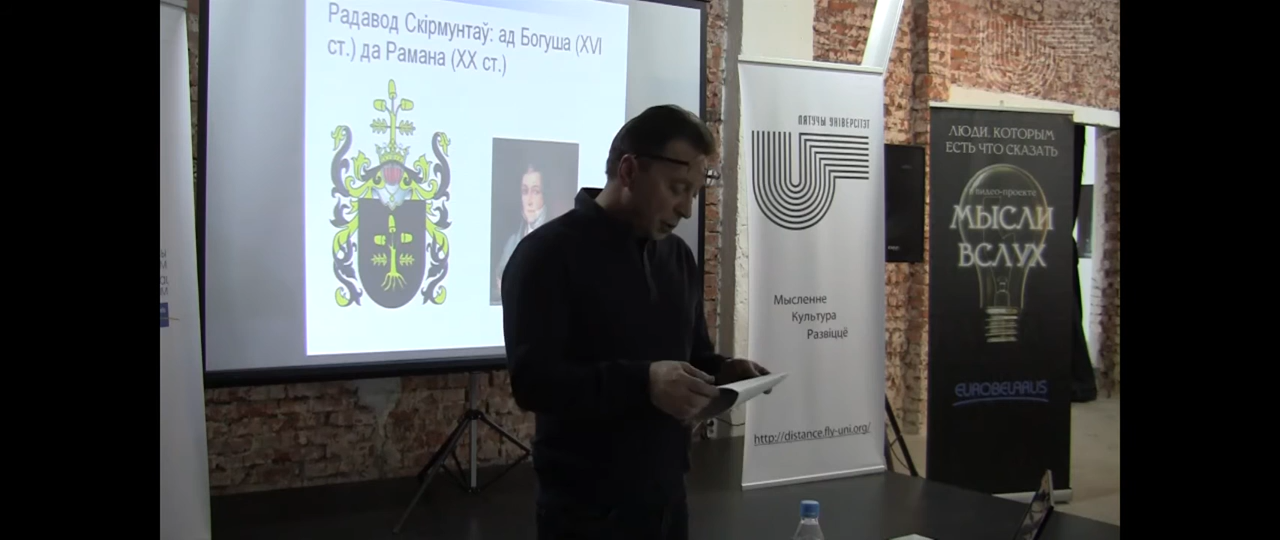 Радавод Скірмунтаў: ад Богуша (XVI
ст.) да Рамана (XX ст.)
ЛЯТУЧЫ ЎНІВЕРСІТЭТ
Мысленне
Культура
Развіццё
http://distance.fly-uni.org/
ЛЮДИ, КОТОРЫМ
ЕСТЬ ЧТО СКАЗАТЬ
в видео-проекте
МЫСЛИ
ВСЛУХ
EUROBELARUS